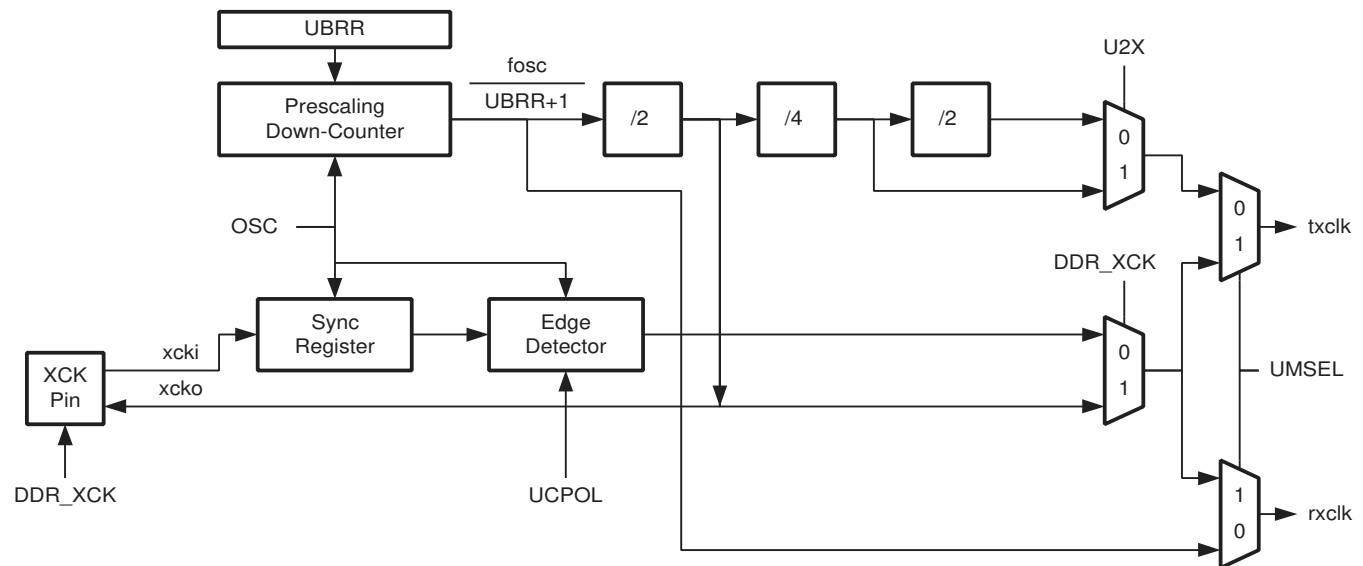 UBRR
Prescaling
Down-Counter
fosc
UBRR+1
/2
/4
/2
U2X
0
1
OSC
0
1
txclk
DDR_XCK
Sync
Register
Edge
Detector
0
1
UMSEL
xcki
XCK
Pin
xcko
DDR_XCK
UCPOL
1
0
rxclk